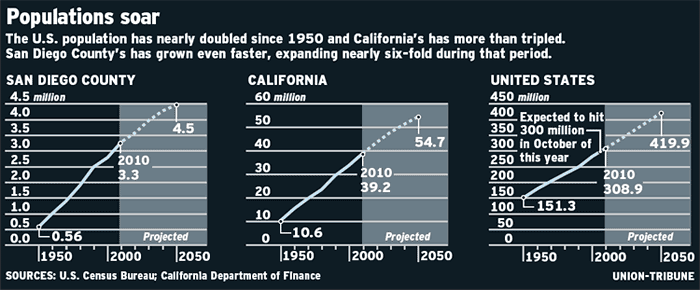 Populations soar
The U.S. population has nearly doubled since 1950 and California's has more than tripled.
San Diego County's has grown even faster, expanding nearly six-fold during that period.
SAN DIEGO COUNTY
4.5 million
4.0
3.5
3.0
2.5
2.0
1.5
1.0
0.5
0.0
0.56
2010
3.3
4.5
Projected
1950
2000
2050
CALIFORNIA
60 million
50
40
30
20
10
0
10.6
2010
39.2
54.7
Projected
1950
2000
2050
UNITED STATES
450 million
400
350
300
250
200
150
100
50
0
Expected to hit
300 million
in October of
this year
151.3
2010
308.9
419.9
Projected
1950
2000
2050
SOURCES: U.S. Census Bureau; California Department of Finance
UNION-TRIBUNE